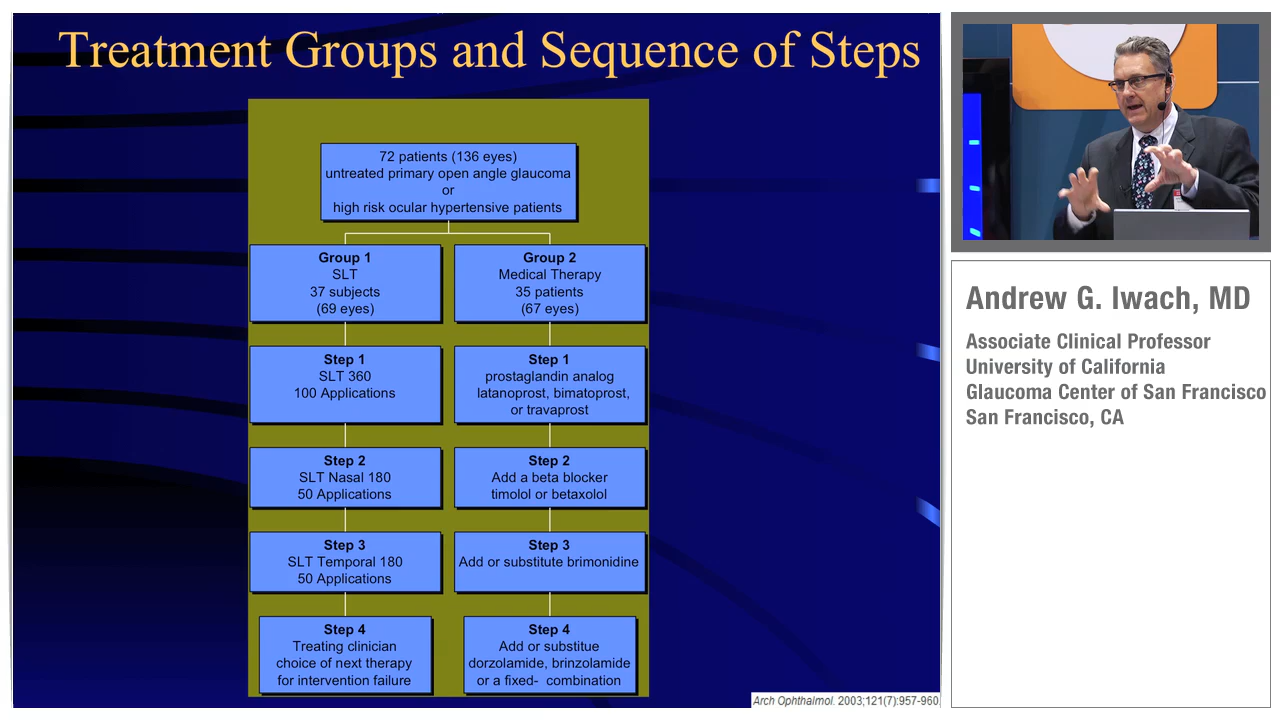 Treatment Groups and Sequence of Steps
72 patients (136 eyes)
untreated primary open angle glaucoma
or
high risk ocular hypertensive patients
Group 1
SLT
37 subjects
(69 eyes)
Group 2
Medical Therapy
35 patients
(67 eyes)
Step 1
SLT 360
100 Applications
Step 1
prostaglandin analog
latanoprost, bimatoprost,
or travaprost
Step 2
SLT Nasal 180
50 Applications
Step 2
Add a beta blocker
timolol or betaxolol
Step 3
SLT Temporal 180
50 Applications
Step 3
Add or substitute brimonidine
Step 4
Treating clinician
choice of next therapy
for intervention failure
Step 4
Add or substitue
dorzolamide, brinzolamide
or a fixed- combination
Arch Ophthalmol. 2003;121(7):957-960
Andrew G. Iwach, MD
Associate Clinical Professor
University of California
Glaucoma Center of San Francisco
San Francisco, CA